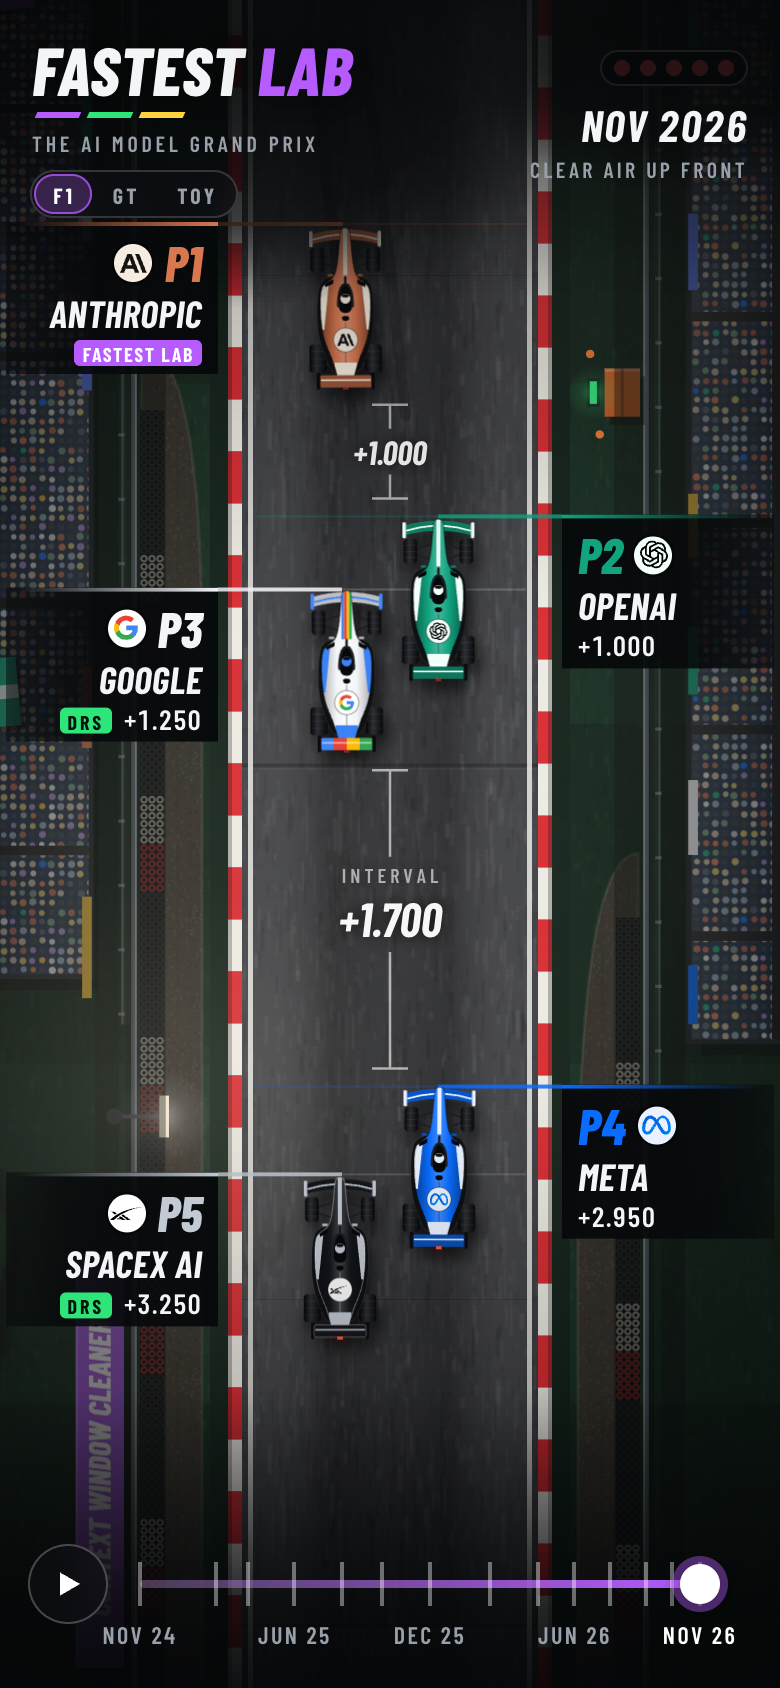 FASTEST LAB
THE AI MODEL GRAND PRIX
NOV 2026
CLEAR AIR UP FRONT
F1 GT TOY
P1
ANTHROPIC
FASTEST LAB
+1.000
P2
OPENAI
+1.000
P3
GOOGLE
DRS +1.250
INTERVAL
+1.700
P4
META
+2.950
P5
SPACEX AI
DRS +3.250
WINDOW CLEANER
NOV 24 JUN 25 DEC 25 JUN 26 NOV 26